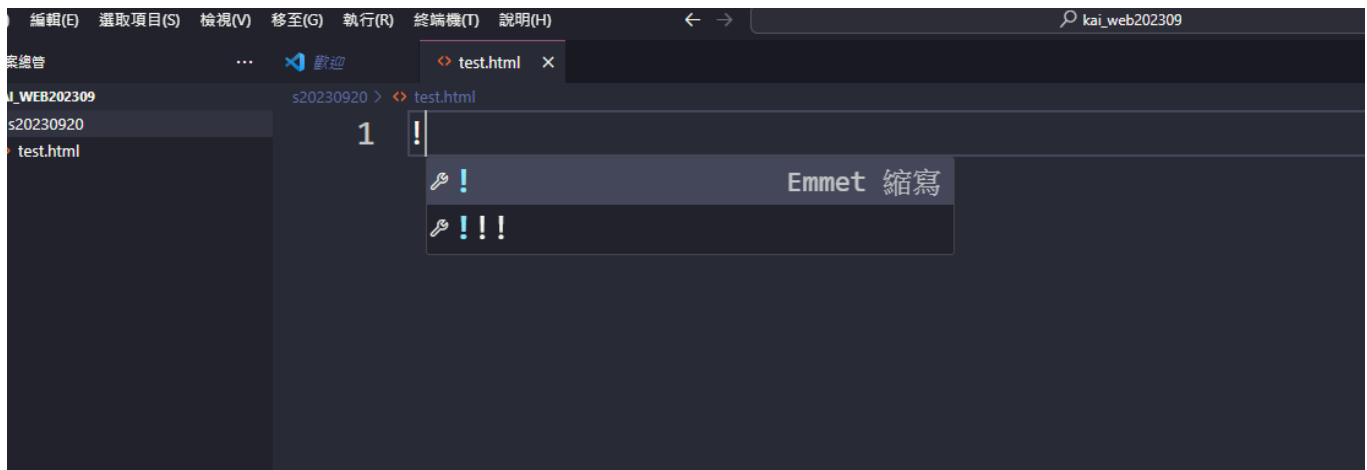 編輯(E) 選取項目(S) 檢視(V) 移至(G) 執行(R) 終端機(T) 說明(H) ← → kai_web202309
案總管 ··· 歡迎 <> test.html ×
AI_WEB202309 s20230920 > <> test.html
s20230920 1 !
test.html
! Emmet 縮寫
!!!